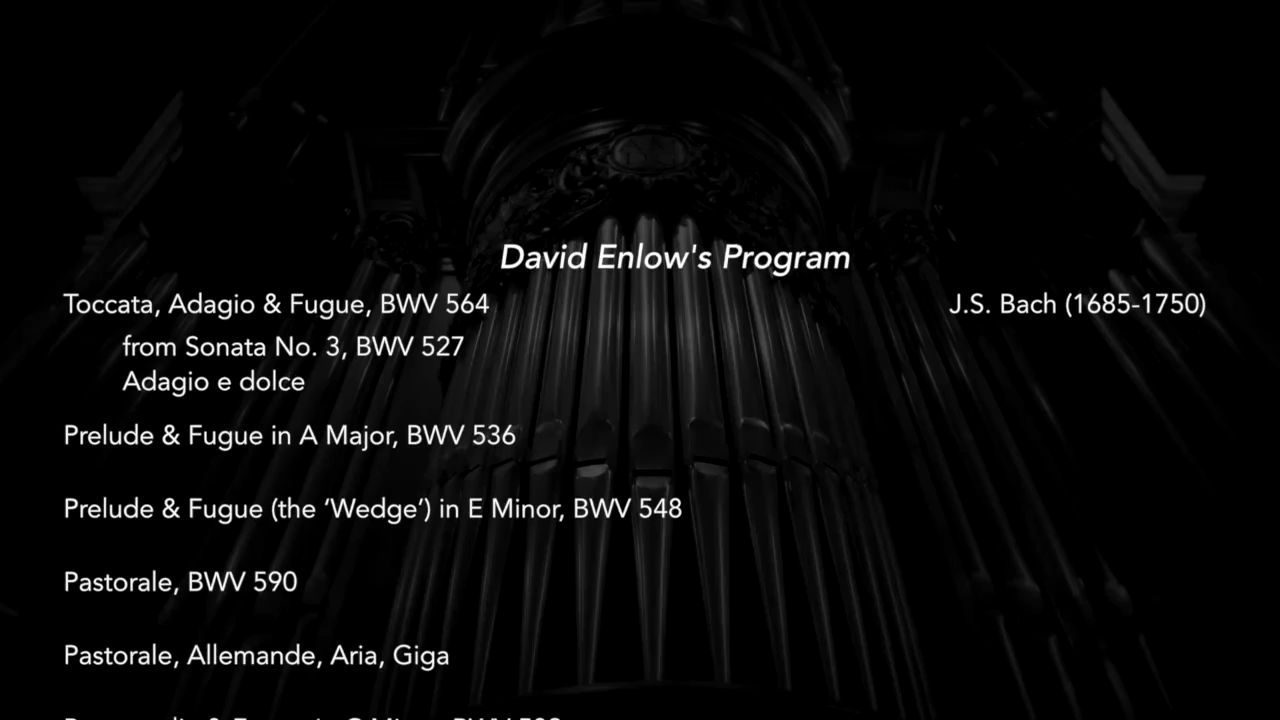 David Enlow's Program
Toccata, Adagio & Fugue, BWV 564 J.S. Bach (1685-1750)
from Sonata No. 3, BWV 527
Adagio e dolce
Prelude & Fugue in A Major, BWV 536
Prelude & Fugue (the ‘Wedge’) in E Minor, BWV 548
Pastorale, BWV 590
Pastorale, Allemande, Aria, Giga